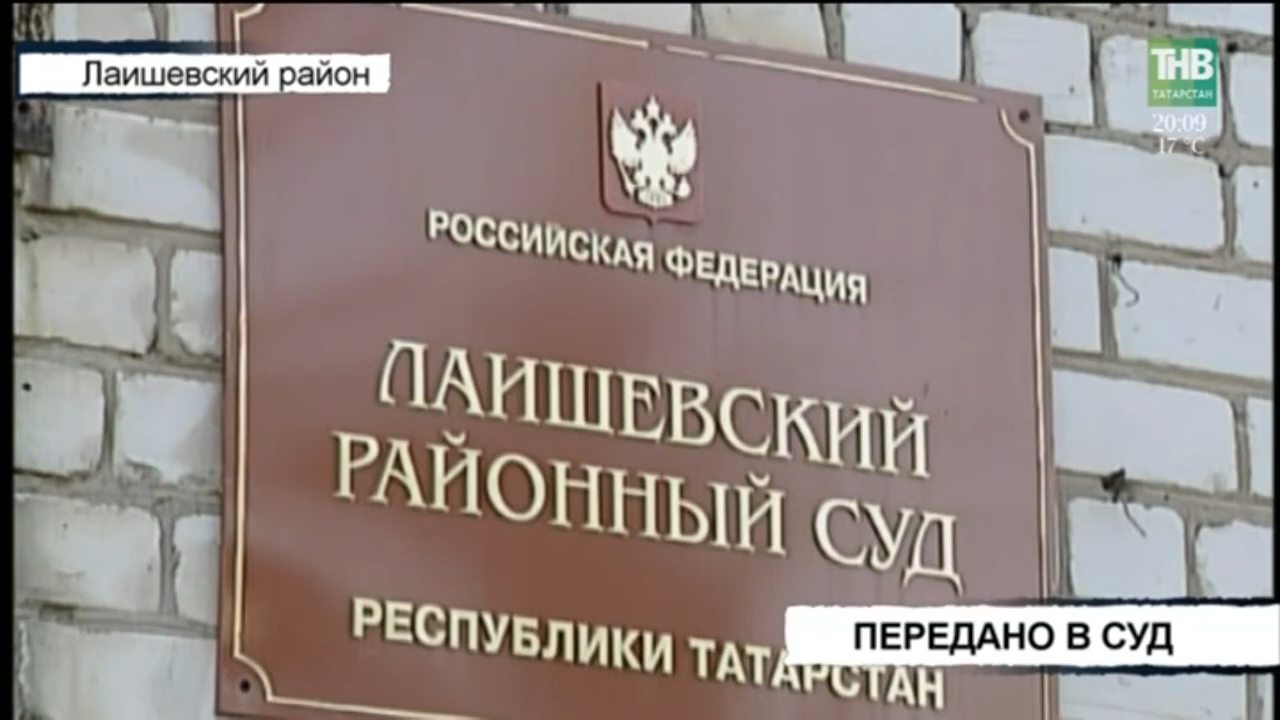 Лаишевский район
ТНВ
ТАТАРСТАН
20:09
17 °C
РОССИЙСКАЯ ФЕДЕРАЦИЯ
ЛАИШЕВСКИЙ
РАЙОННЫЙ СУД
РЕСПУБЛИКИ ТАТАРСТАН
ПЕРЕДАНО В СУД